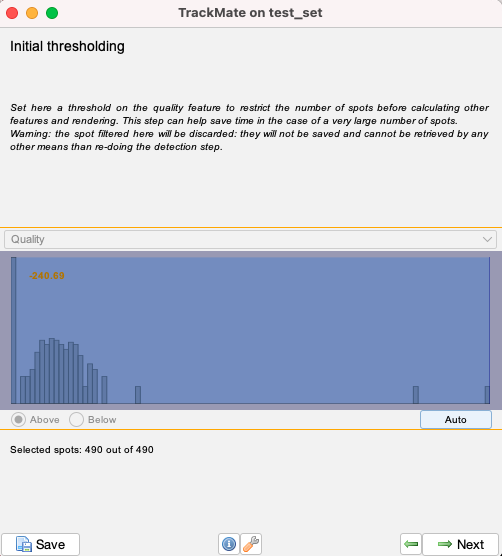 TrackMate on test_set
Initial thresholding
Set here a threshold on the quality feature to restrict the number of spots before calculating other
features and rendering. This step can help save time in the case of a very large number of spots.
Warning: the spot filtered here will be discarded: they will not be saved and cannot be retrieved by any
other means than re-doing the detection step.
Quality
-240.63
Above Below Auto
Selected spots: 490 out of 490
Save Next